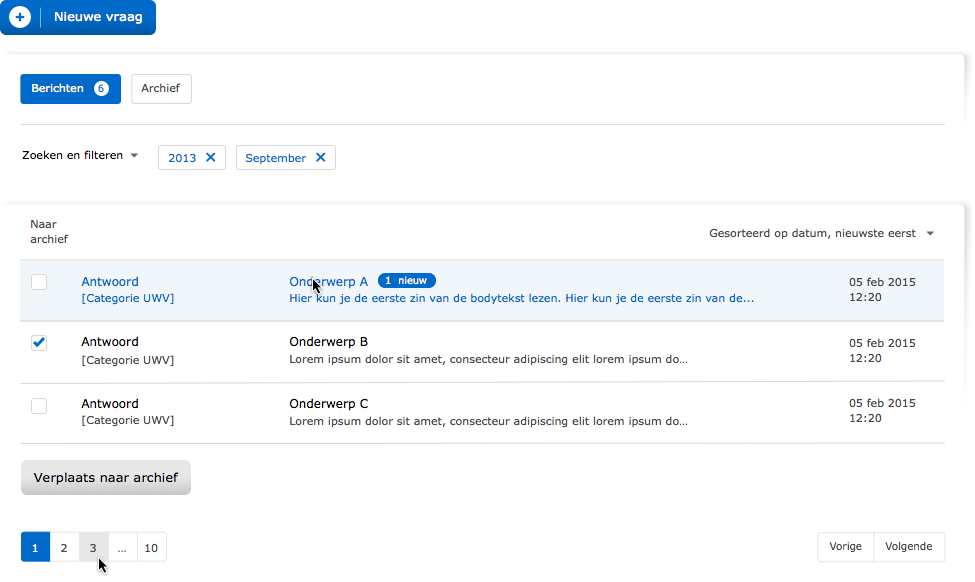 Nieuwe vraag
Berichten 6
Archief
Zoeken en filteren
2013
September
Naar
archief
Gesorteerd op datum, nieuwste eerst
Antwoord
[Categorie UWV]
Onderwerp A 1 nieuw
Hier kun je de eerste zin van de bodytekst lezen. Hier kun je de eerste zin van de...
05 feb 2015
12:20
Antwoord
[Categorie UWV]
Onderwerp B
Lorem ipsum dolor sit amet, consecteur adipiscing elit lorem ipsum do...
05 feb 2015
12:20
Antwoord
[Categorie UWV]
Onderwerp C
Lorem ipsum dolor sit amet, consecteur adipiscing elit lorem ipsum do...
05 feb 2015
12:20
Verplaats naar archief
1 2 3 ... 10
Vorige Volgende